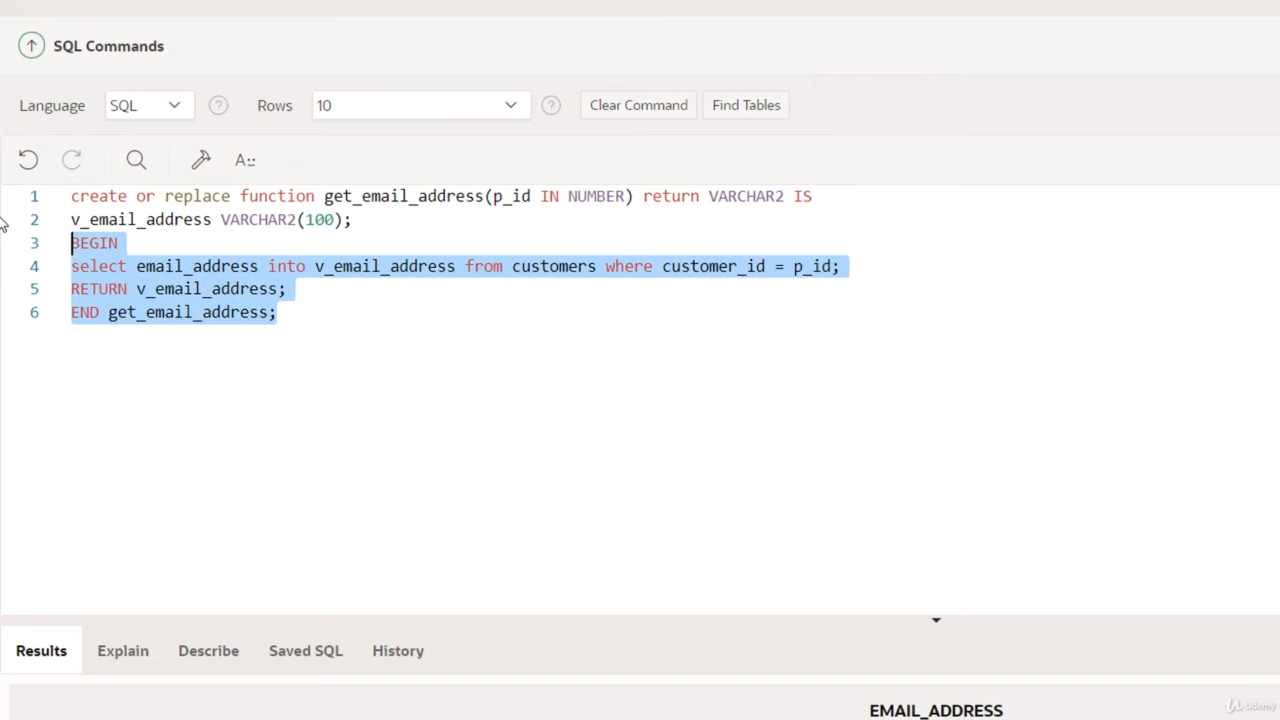 SQL Commands
Language SQL Rows 10 Clear Command Find Tables
A::
1 create or replace function get_email_address(p_id IN NUMBER) return VARCHAR2 IS
2 v_email_address VARCHAR2(100);
3 BEGIN
4 select email_address into v_email_address from customers where customer_id = p_id;
5 RETURN v_email_address;
6 END get_email_address;
Results Explain Describe Saved SQL History
EMAIL_ADDRESS
Udemy